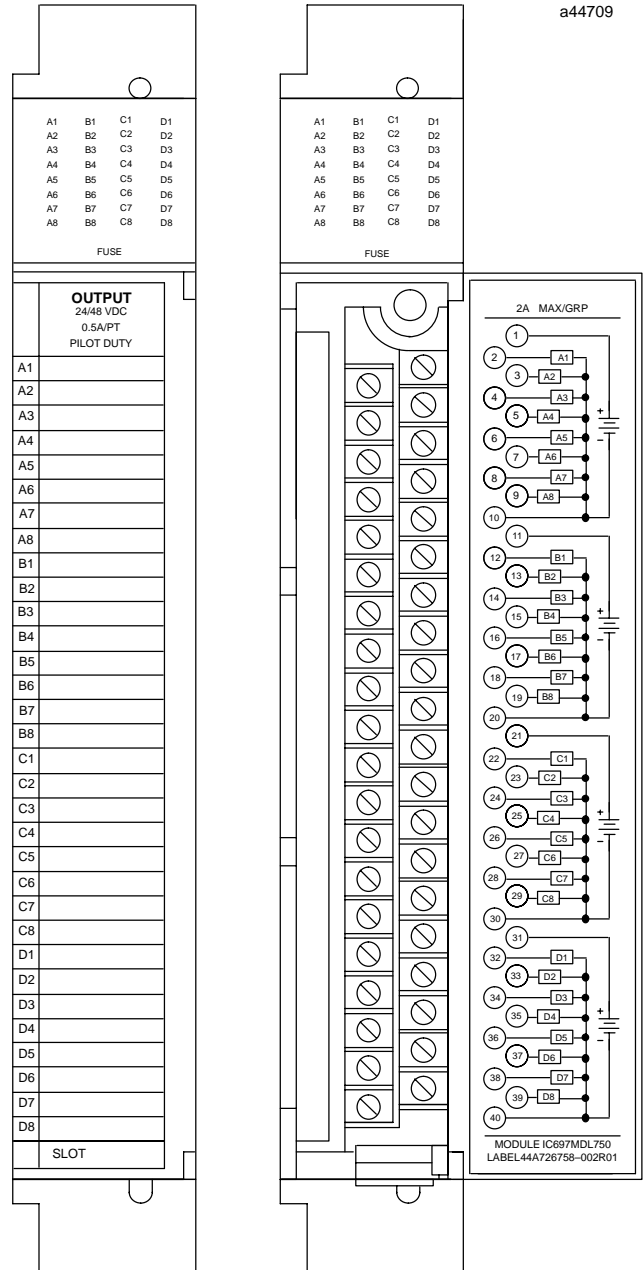 a44709
A1 B1 C1 D1
A2 B2 C2 D2
A3 B3 C3 D3
A4 B4 C4 D4
A5 B5 C5 D5
A6 B6 C6 D6
A7 B7 C7 D7
A8 B8 C8 D8
FUSE
OUTPUT
24/48 VDC
0.5A/PT
PILOT DUTY
A1
A2
A3
A4
A5
A6
A7
A8
B1
B2
B3
B4
B5
B6
B7
B8
C1
C2
C3
C4
C5
C6
C7
C8
D1
D2
D3
D4
D5
D6
D7
D8
SLOT
A1 B1 C1 D1
A2 B2 C2 D2
A3 B3 C3 D3
A4 B4 C4 D4
A5 B5 C5 D5
A6 B6 C6 D6
A7 B7 C7 D7
A8 B8 C8 D8
FUSE
2A MAX/GRP
1
2 A1
3 A2
4 A3
5 A4 +
6 A5 –
7 A6
8 A7
9 A8
10
11
12 B1
13 B2
14 B3
15 B4 +
16 B5 –
17 B6
18 B7
19 B8
20
21
22 C1
23 C2
24 C3
25 C4 +
26 C5 –
27 C6
28 C7
29 C8
30
31
32 D1
33 D2
34 D3
35 D4 +
36 D5 –
37 D6
38 D7
39 D8
40
MODULE IC697MDL750
LABEL44A726758–002R01